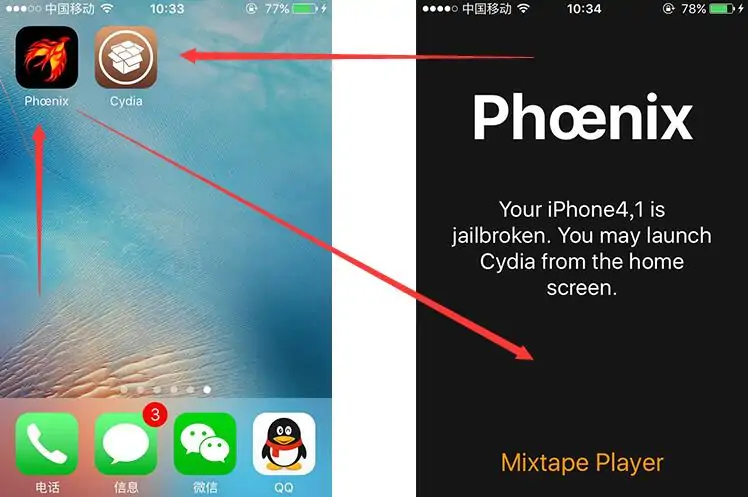 中国移动 10:33 77%
Phœnix Cydia
3
电话 信息 微信 QQ
中国移动 10:34 78%
Phœnix
Your iPhone4,1 is
jailbroken. You may launch
Cydia from the home
screen.
Mixtape Player